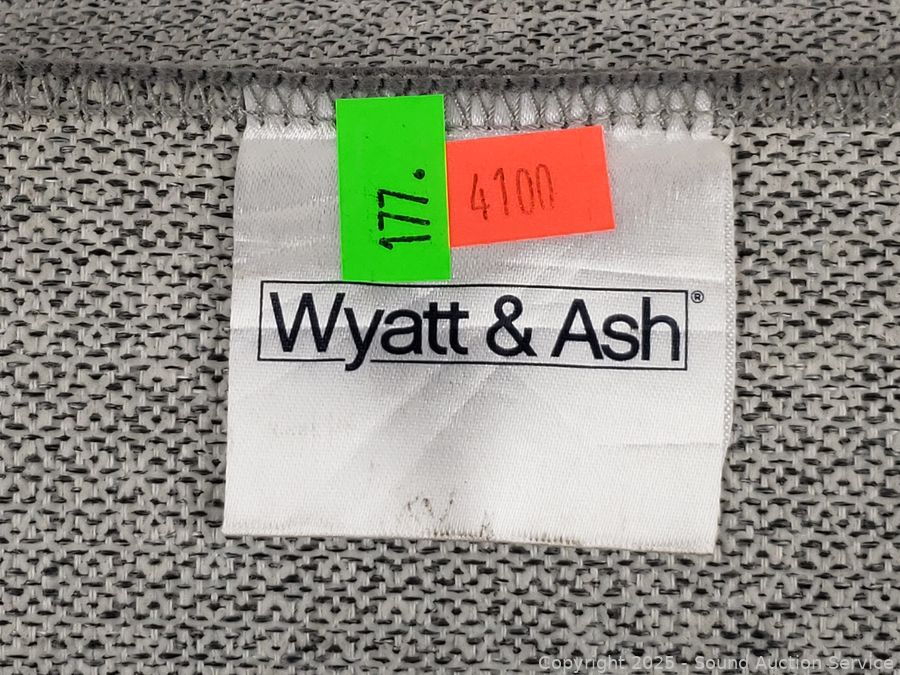 177.
4100
Wyatt & Ash®
Copyright 2025 - Sound Auction Service